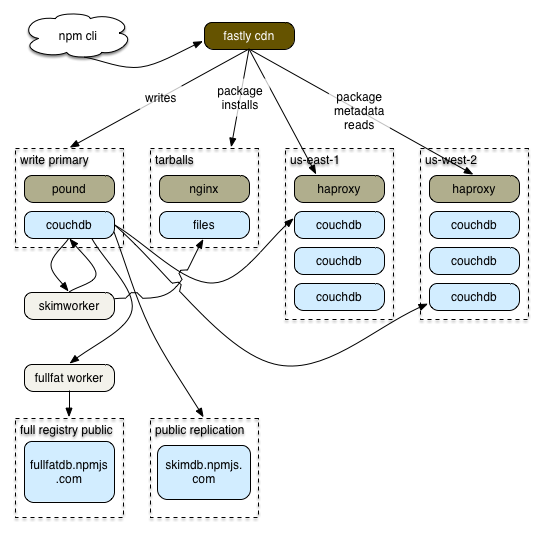 npm cli
fastly cdn
writes
package
installs
package
metadata
reads
write primary
tarballs
us-east-1
us-west-2
pound
nginx
haproxy
haproxy
couchdb
files
couchdb
couchdb
couchdb
couchdb
skimworker
couchdb
couchdb
fullfat worker
full registry public
public replication
fullfatdb.npmjs
.com
skimdb.npmjs.
com